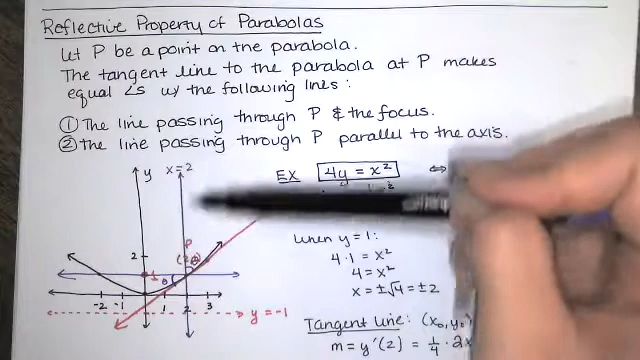 Reflective Property of Parabolas
Let P be a point on the parabola.
The tangent line to the parabola at P makes
equal ∠s w/ the following lines:
① The line passing through P & the focus.
② The line passing through P parallel to the axis.
y
x=2
2
1
P
-2 -1 1 2 3
y = -1
EX 4y = x² ⇔
When y=1:
4·1 = x²
4 = x²
x = ±√4 = ±2
Tangent Line: (x₀, y₀)
m = y'(2) = 1/4 · 2x